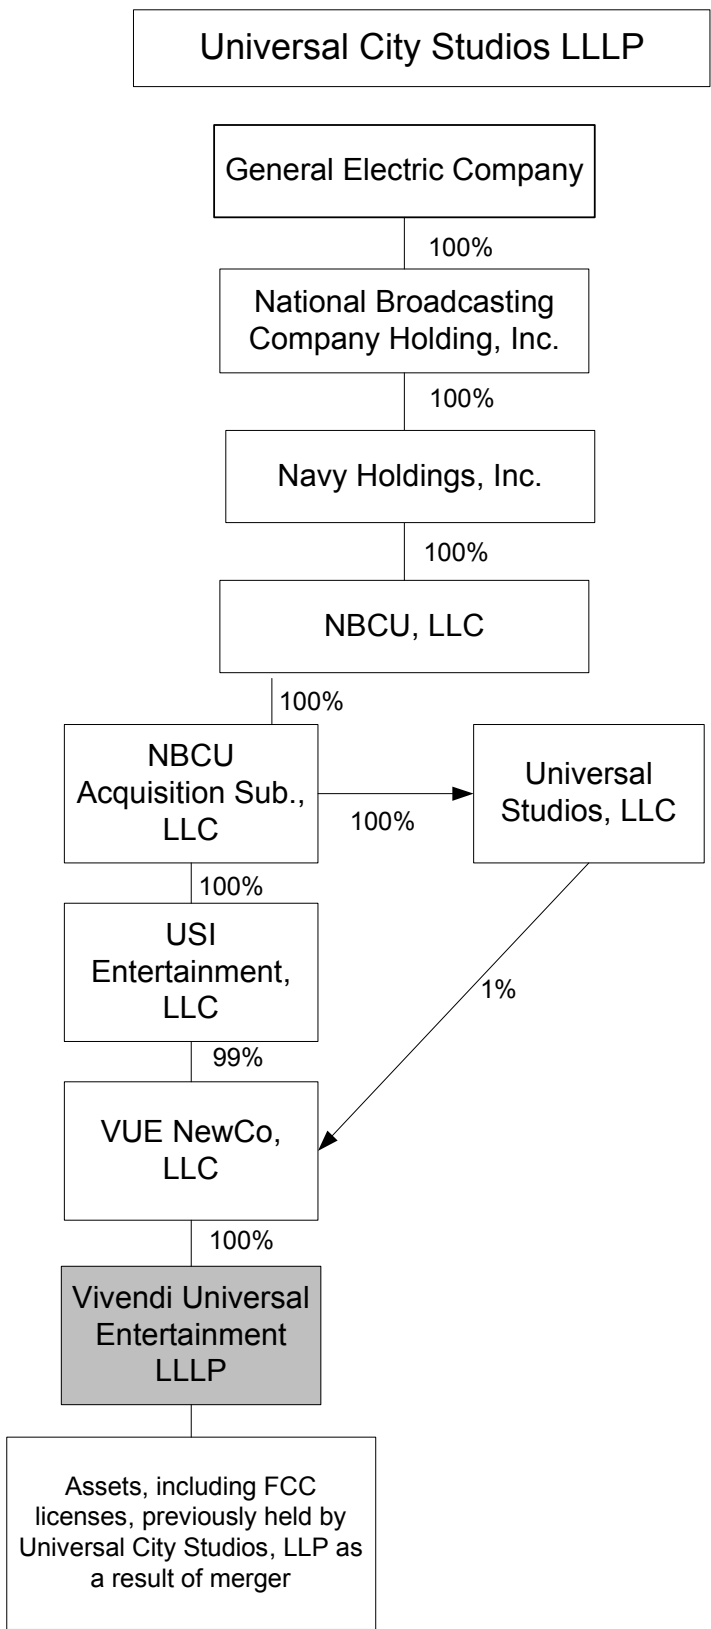 Universal City Studios LLLP
General Electric Company
100%
National Broadcasting
Company Holding, Inc.
100%
Navy Holdings, Inc.
100%
NBCU, LLC
100%
NBCU
Acquisition Sub.,
LLC
100%
Universal
Studios, LLC
100%
USI
Entertainment,
LLC
1%
99%
VUE NewCo,
LLC
100%
Vivendi Universal
Entertainment
LLLP
Assets, including FCC
licenses, previously held by
Universal City Studios, LLP as
a result of merger